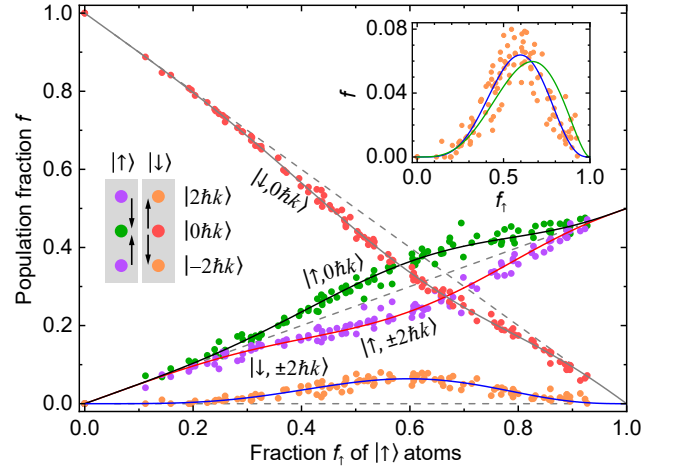 1.0
0.8
0.6
0.4
0.2
0.0
Population fraction f
0.0 0.2 0.4 0.6 0.8 1.0
Fraction f↑ of |↑⟩ atoms
|↑⟩ |↓⟩
|2ħk⟩
|0ħk⟩
|−2ħk⟩
|↓,0ħk⟩
|↑,0ħk⟩
|↑, ±2ħk⟩
|↓, ±2ħk⟩
0.08
0.04
0.00
f
0.0 0.5 1.0
f↑